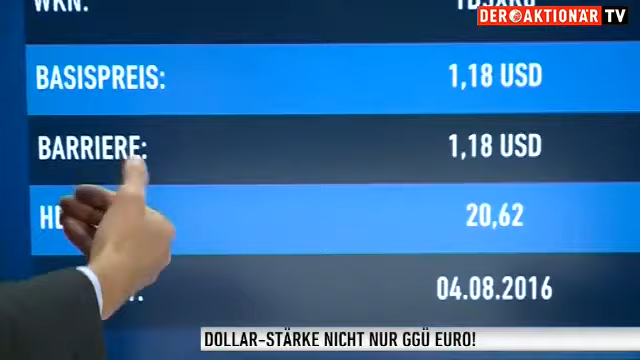 DER AKTIONÄR TV
WKN:
BASISPREIS:
1,18 USD
BARRIERE:
1,18 USD
20,62
04.08.2016
DOLLAR-STÄRKE NICHT NUR GGÜ EURO!